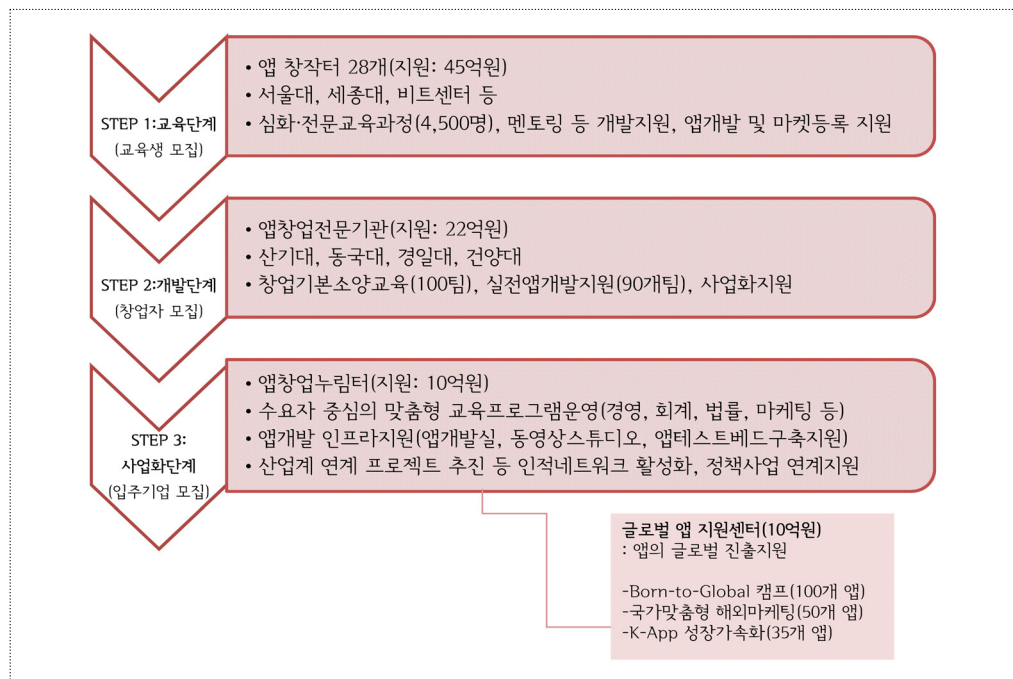 STEP 1:교육단계
(교육생 모집)
• 앱 창작터 28개(지원: 45억원)
• 서울대, 세종대, 비트센터 등
• 심화·전문교육과정(4,500명), 멘토링 등 개발지원, 앱개발 및 마켓등록 지원
STEP 2:개발단계
(창업자 모집)
• 앱창업전문기관(지원: 22억원)
• 산기대, 동국대, 경일대, 건양대
• 창업기본소양교육(100팀), 실전앱개발지원(90개팀), 사업화지원
STEP 3:
사업화단계
(입주기업 모집)
• 앱창업누림터(지원: 10억원)
• 수요자 중심의 맞춤형 교육프로그램운영(경영, 회계, 법률, 마케팅 등)
• 앱개발 인프라지원(앱개발실, 동영상스튜디오, 앱테스트베드구축지원)
• 산업계 연계 프로젝트 추진 등 인적네트워크 활성화, 정책사업 연계지원
글로벌 앱 지원센터(10억원)
: 앱의 글로벌 진출지원
-Born-to-Global 캠프(100개 앱)
-국가맞춤형 해외마케팅(50개 앱)
-K-App 성장가속화(35개 앱)